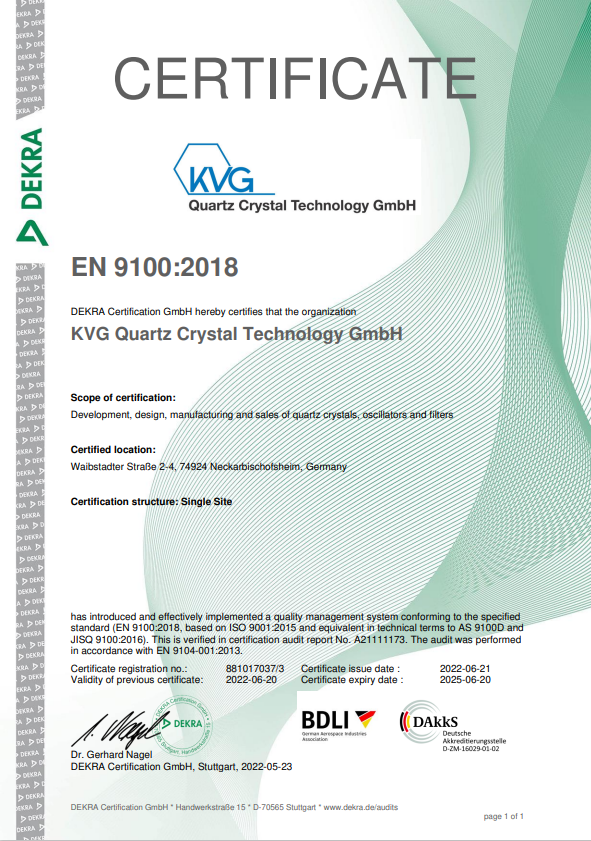 CERTIFICATE
DEKRA
KVG
Quartz Crystal Technology GmbH
EN 9100:2018
DEKRA Certification GmbH hereby certifies that the organization
KVG Quartz Crystal Technology GmbH
Scope of certification:
Development, design, manufacturing and sales of quartz crystals, oscillators and filters
Certified location:
Waibstadter Straße 2-4, 74924 Neckarbischofsheim, Germany
Certification structure: Single Site
has introduced and effectively implemented a quality management system conforming to the specified
standard (EN 9100:2018, based on ISO 9001:2015 and equivalent in technical terms to AS 9100D and
JISQ 9100:2016). This is verified in certification audit report No. A21111173. The audit was performed
in accordance with EN 9104-001:2013.
Certificate registration no.: 881017037/3 Certificate issue date : 2022-06-21
Validity of previous certificate: 2022-06-20 Certificate expiry date : 2025-06-20
DEKRA
BDLI
German Aerospace Industries
Association
DAkkS
Deutsche
Akkreditierungsstelle
D-ZM-16029-01-02
Dr. Gerhard Nagel
DEKRA Certification GmbH, Stuttgart, 2022-05-23
DEKRA Certification GmbH * Handwerkstraße 15 * D-70565 Stuttgart * www.dekra.de/audits
page 1 of 1